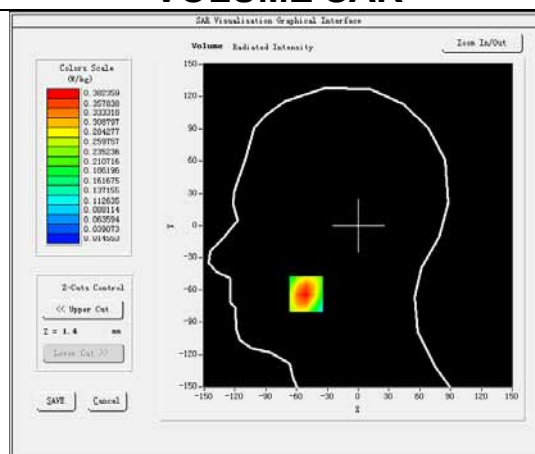 VOLUME SAR
SAR Visualisation Graphical Interface
Volume Radiated Intensity
Zoom In/Out
Colors Scale
(W/kg)
0.382359
0.357838
0.333318
0.308797
0.284277
0.259757
0.235236
0.210716
0.186196
0.161675
0.137155
0.112635
0.088114
0.063594
0.039073
0.014553
Z-Cuts Control
<< Upper Cut
Z = 1.4 mm
Lower Cut >>
SAVE
Cancel
150
120
90
60
30
0
-30
-60
-90
-120
-150
Y
-150 -120 -90 -60 -30 0 30 60 90 120 150
X